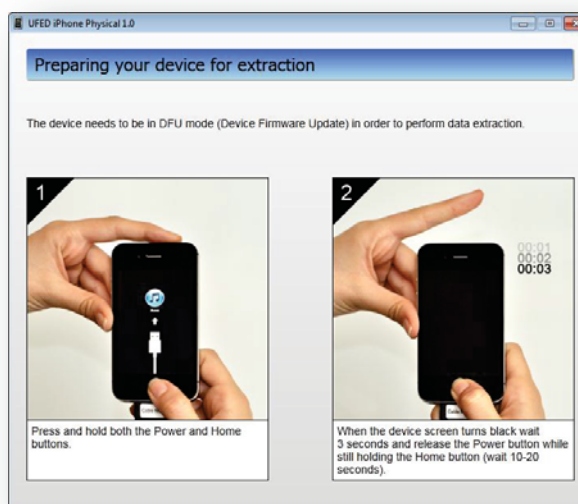 UFED iPhone Physical 1.0
Preparing your device for extraction
The device needs to be in DFU mode (Device Firmware Update) in order to perform data extraction.
1
Press and hold both the Power and Home
buttons.
2
00:01
00:02
00:03
When the device screen turns black wait
3 seconds and release the Power button while
still holding the Home button (wait 10-20
seconds).